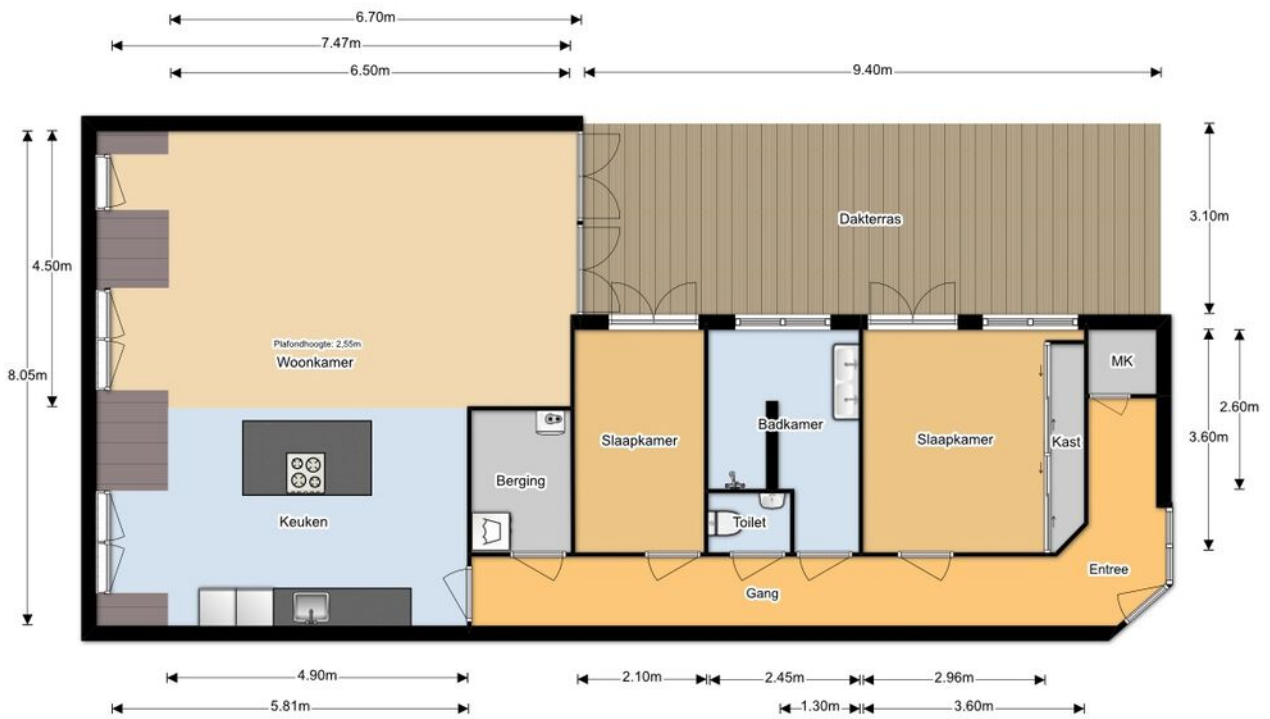 6.70m
7.47m
6.50m
9.40m
3.10m
Dakterras
4.50m
8.05m
Plafondhoogte: 2,55m
Woonkamer
MK
2.60m
3.60m
Slaapkamer
Badkamer
Slaapkamer
Kast
Berging
Keuken
Toilet
Entree
Gang
4.90m
2.10m
2.45m
2.96m
5.81m
1.30m
3.60m